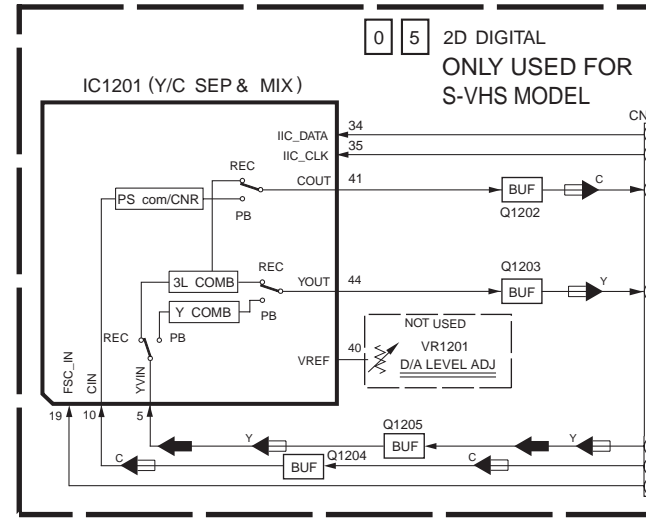 0 5 2D DIGITAL
ONLY USED FOR
S-VHS MODEL
IC1201 (Y/C SEP & MIX)
CN
IIC_DATA 34
IIC_CLK 35
REC
COUT 41
BUF
C
Q1202
PS com/CNR
PB
Q1203
3L COMB
REC
YOUT 44
BUF
Y
Y COMB
PB
NOT USED
REC PB
VREF 40
VR1201
D/A LEVEL ADJ
FSC_IN
CIN
YVIN
19 10 5
Q1205
Y
BUF
Y
C
Q1204
BUF
C